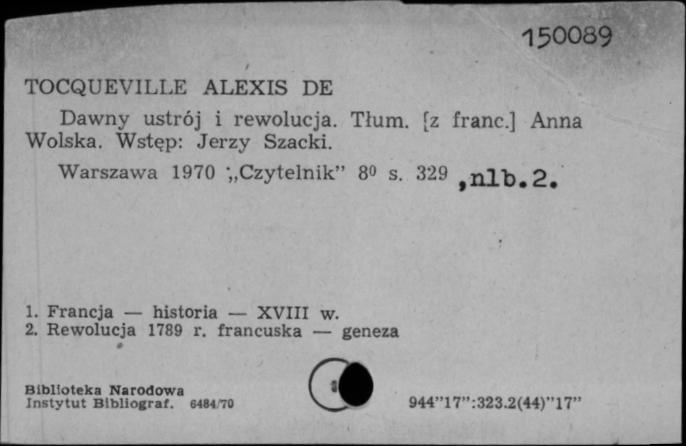 150089
TOCQUEVILLE ALEXIS DE
Dawny ustrój i rewolucja. Tłum. [z franc.] Anna
Wolska. Wstęp: Jerzy Szacki.
Warszawa 1970 „Czytelnik” 8⁰ s. 329 ,nlb.2.
1. Francja — historia — XVIII w.
2. Rewolucja 1789 r. francuska — geneza
Biblioteka Narodowa
Instytut Bibliograf. 6484/70
944”17”:323.2(44)”17”